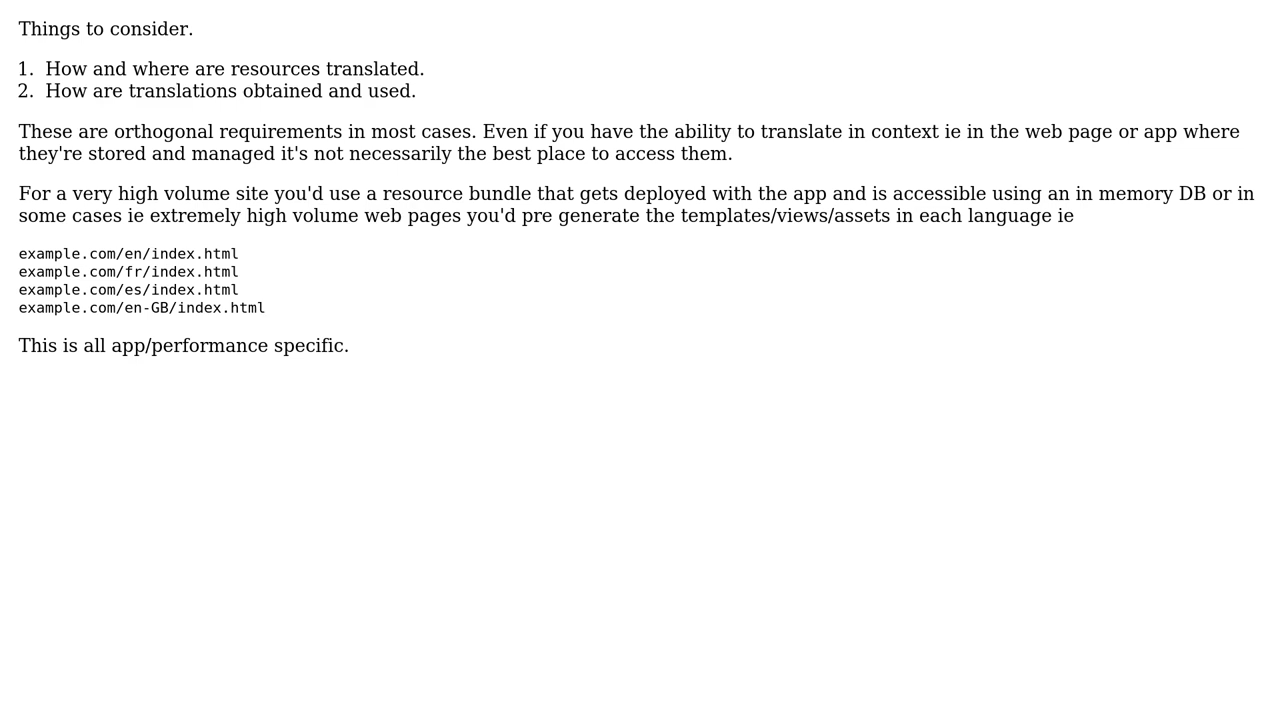 Things to consider.
1. How and where are resources translated.
2. How are translations obtained and used.
These are orthogonal requirements in most cases. Even if you have the ability to translate in context ie in the web page or app where
they're stored and managed it's not necessarily the best place to access them.
For a very high volume site you'd use a resource bundle that gets deployed with the app and is accessible using an in memory DB or in
some cases ie extremely high volume web pages you'd pre generate the templates/views/assets in each language ie
example.com/en/index.html
example.com/fr/index.html
example.com/es/index.html
example.com/en-GB/index.html
This is all app/performance specific.